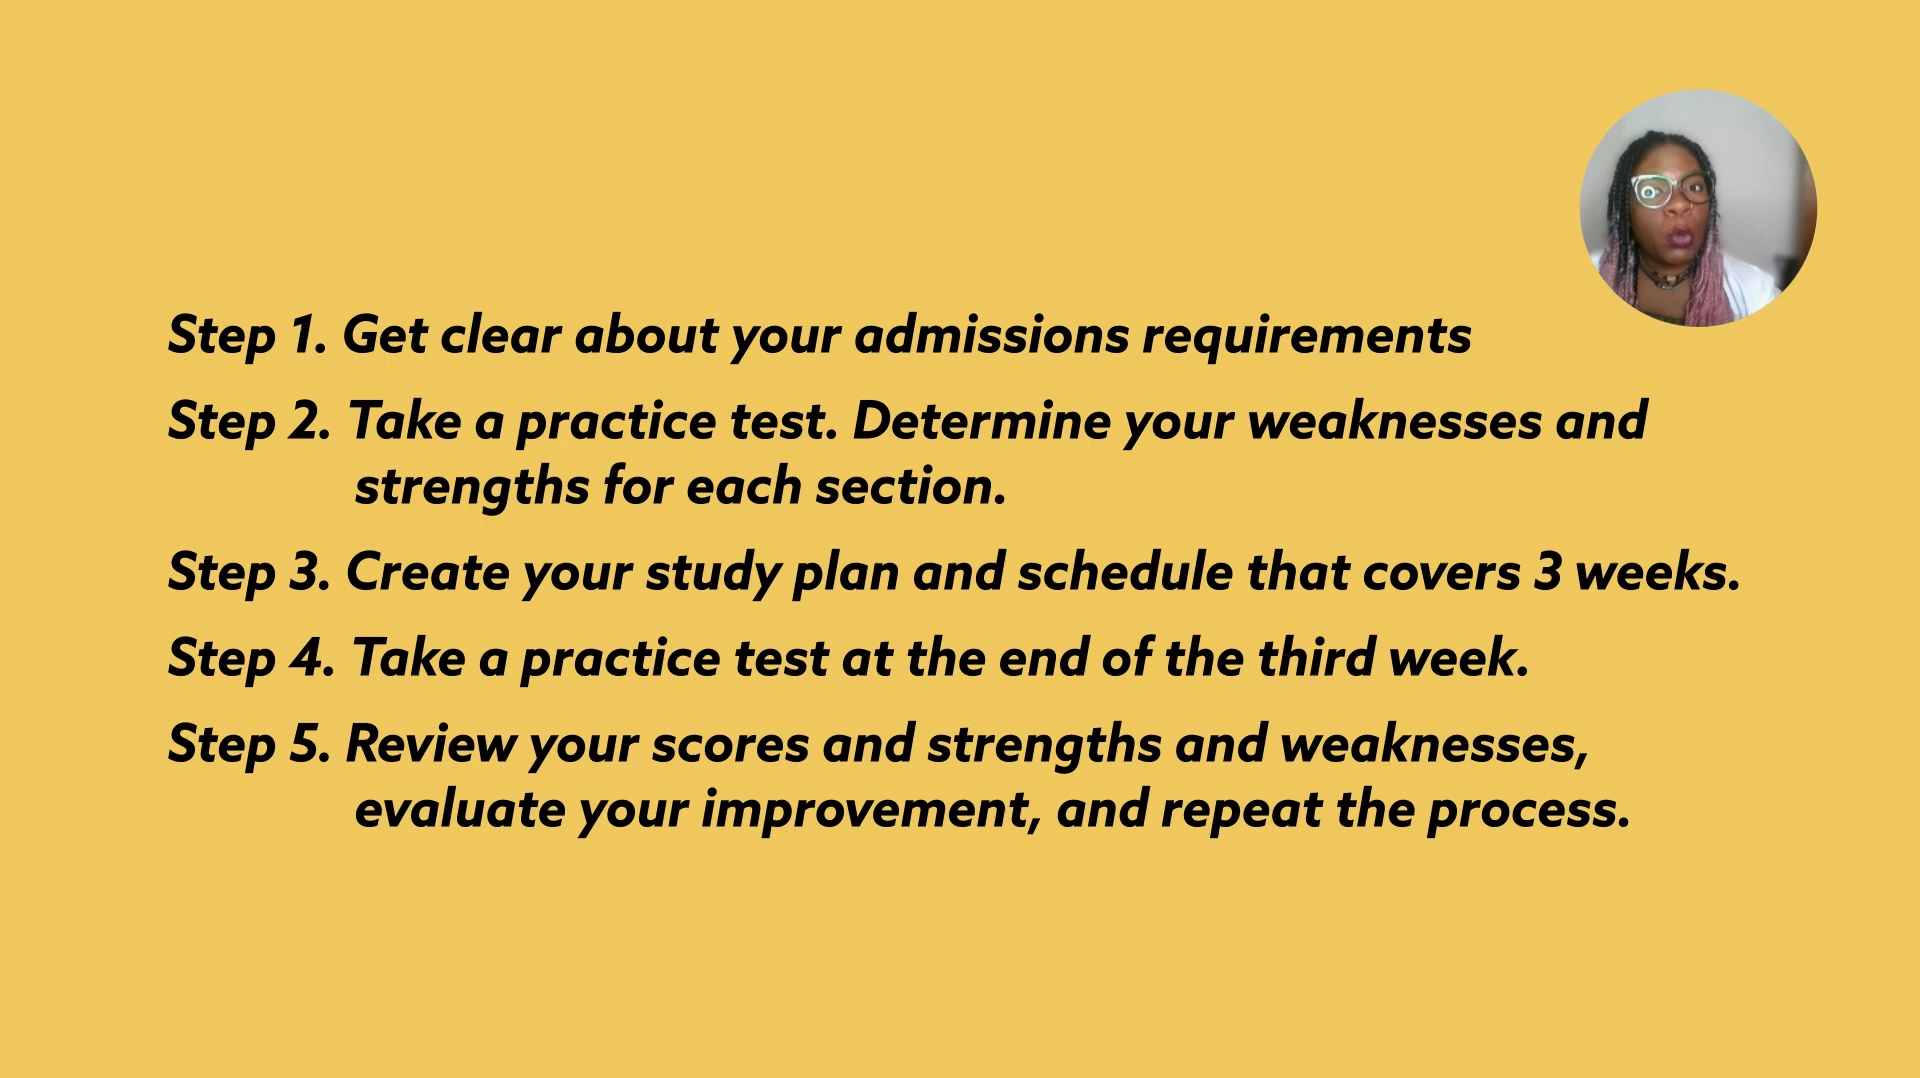 Step 1. Get clear about your admissions requirements
Step 2. Take a practice test. Determine your weaknesses and
strengths for each section.
Step 3. Create your study plan and schedule that covers 3 weeks.
Step 4. Take a practice test at the end of the third week.
Step 5. Review your scores and strengths and weaknesses,
evaluate your improvement, and repeat the process.